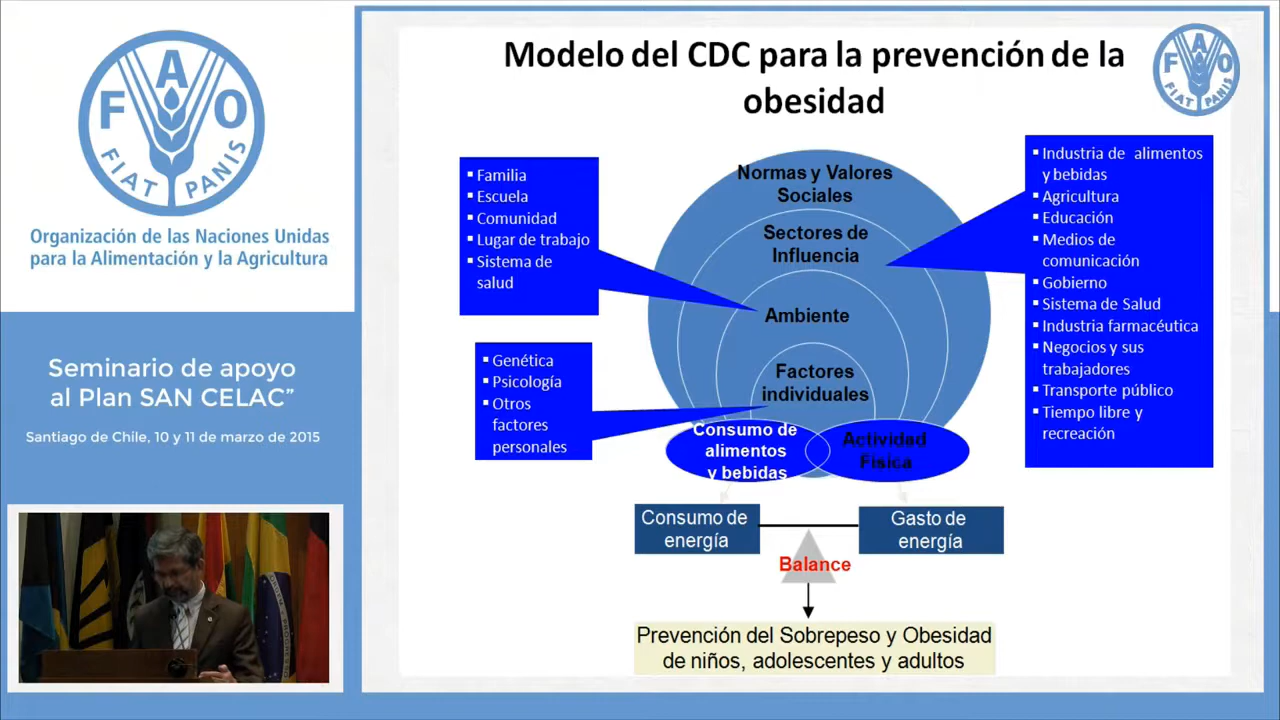 F A O
FIAT PANIS
Organización de las Naciones Unidas
para la Alimentación y la Agricultura
Seminario de apoyo
al Plan SAN CELAC”
Santiago de Chile, 10 y 11 de marzo de 2015
Modelo del CDC para la prevención de la
obesidad
F A O
FIAT PANIS
▪ Familia
▪ Escuela
▪ Comunidad
▪ Lugar de trabajo
▪ Sistema de
salud
▪ Genética
▪ Psicología
▪ Otros
factores
personales
Normas y Valores
Sociales
Sectores de
Influencia
Ambiente
Factores
individuales
Consumo de
alimentos
y bebidas
Actividad
Física
▪ Industria de alimentos
y bebidas
▪ Agricultura
▪ Educación
▪ Medios de
comunicación
▪ Gobierno
▪ Sistema de Salud
▪ Industria farmacéutica
▪ Negocios y sus
trabajadores
▪ Transporte público
▪ Tiempo libre y
recreación
Consumo de
energía
Gasto de
energía
Balance
Prevención del Sobrepeso y Obesidad
de niños, adolescentes y adultos